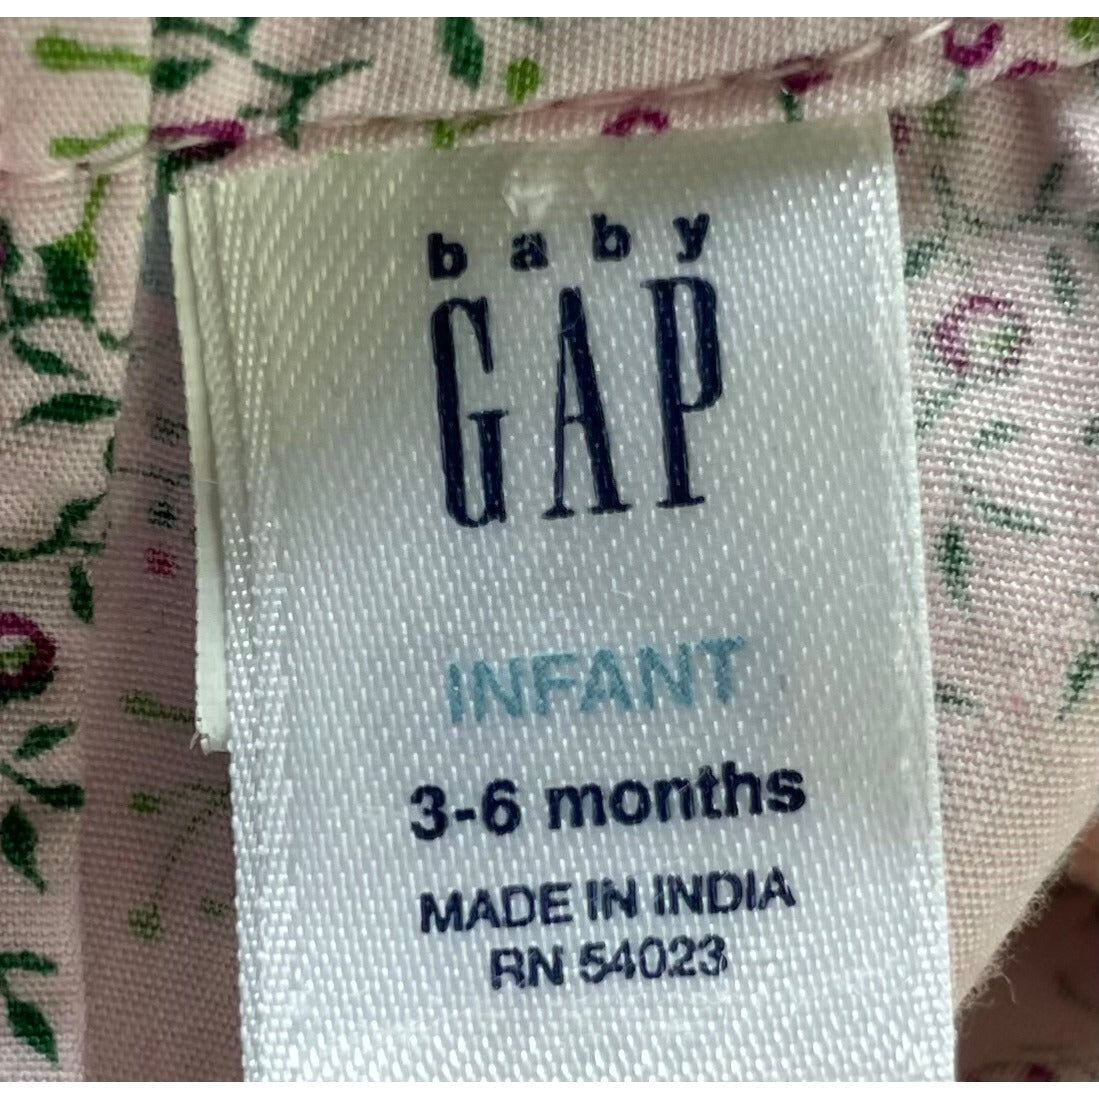 baby
GAP
INFANT
3-6 months
MADE IN INDIA
RN 54023